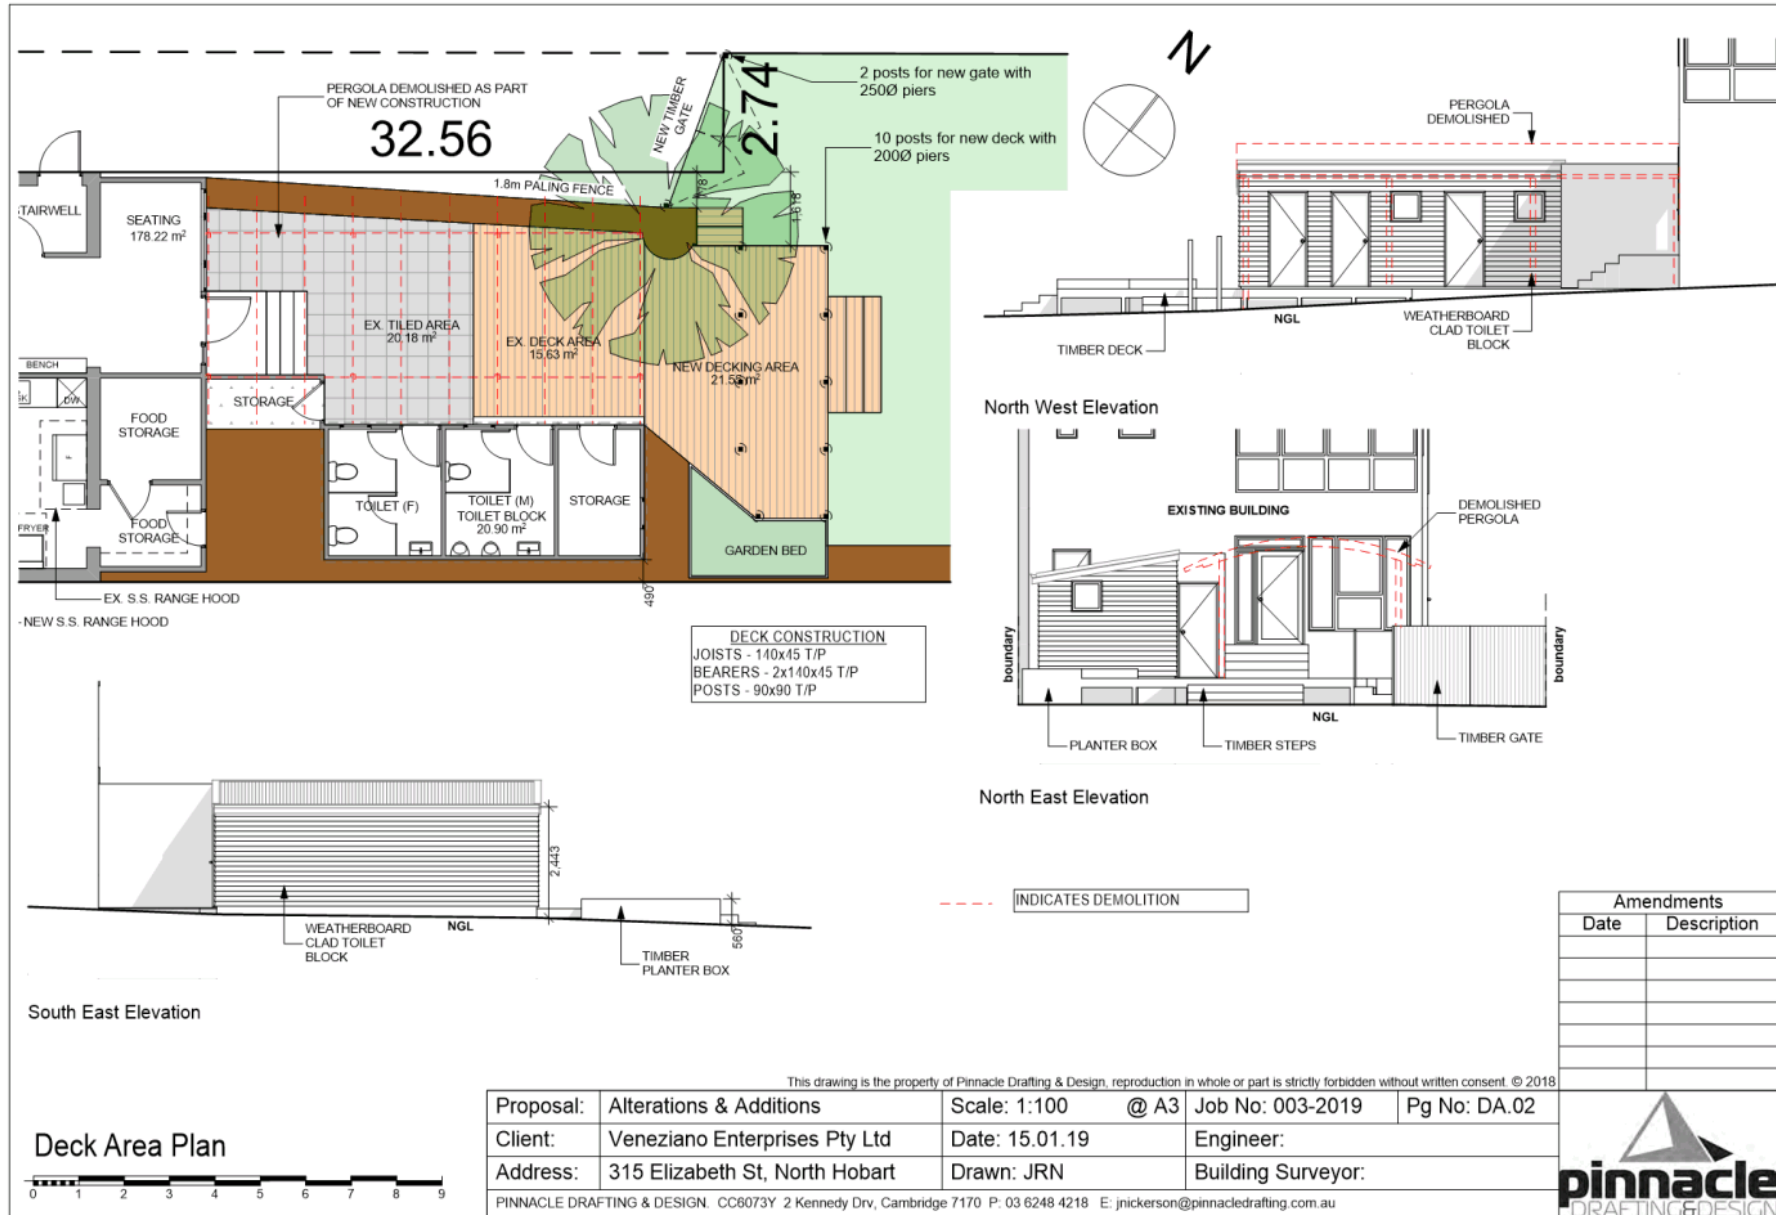 N
PERGOLA DEMOLISHED AS PART
OF NEW CONSTRUCTION
32.56
2.74
NEW TIMBER
GATE
2 posts for new gate with
250Ø piers
10 posts for new deck with
200Ø piers
1.8m PALING FENCE
1,618
SEATING
178.22 m²
EX. TILED AREA
20.18 m²
EX. DECK AREA
15.63 m²
NEW DECKING AREA
BENCH
DW
FOOD
STORAGE
STORAGE
FOOD
STORAGE
F
FRYER
TOILET (F)
TOILET (M)
TOILET BLOCK
20.90 m²
STORAGE
GARDEN BED
490
EX. S.S. RANGE HOOD
NEW S.S. RANGE HOOD
DECK CONSTRUCTION
JOISTS - 140x45 T/P
BEARERS - 2x140x45 T/P
POSTS - 90x90 T/P
PERGOLA
DEMOLISHED
NGL
TIMBER DECK
WEATHERBOARD
CLAD TOILET
BLOCK
North West Elevation
EXISTING BUILDING
DEMOLISHED
PERGOLA
boundary
boundary
NGL
PLANTER BOX
TIMBER STEPS
TIMBER GATE
North East Elevation
2,443
560
WEATHERBOARD
CLAD TOILET
BLOCK
NGL
TIMBER
PLANTER BOX
South East Elevation
INDICATES DEMOLITION
Amendments
Date Description
This drawing is the property of Pinnacle Drafting & Design, reproduction in whole or part is strictly forbidden without written consent. © 2018
Deck Area Plan
0 1 2 3 4 5 6 7 8 9
Proposal: Alterations & Additions Scale: 1:100 @ A3 Job No: 003-2019 Pg No: DA.02
Client: Veneziano Enterprises Pty Ltd Date: 15.01.19 Engineer:
Address: 315 Elizabeth St, North Hobart Drawn: JRN Building Surveyor:
PINNACLE DRAFTING & DESIGN. CC6073Y 2 Kennedy Drv, Cambridge 7170 P: 03 6248 4218 E: jnickerson@pinnacledrafting.com.au
pinnacle
DRAFTING&DESIGN